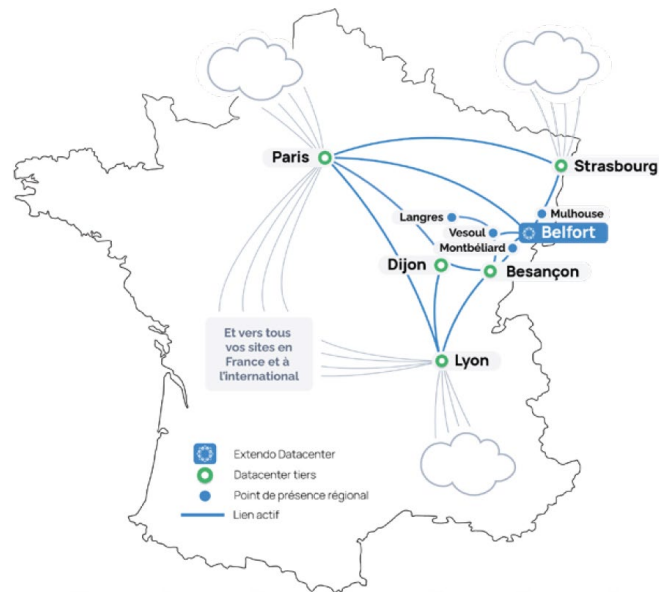 Paris
Strasbourg
Langres
Mulhouse
Vesoul
Belfort
Montbéliard
Dijon
Besançon
Et vers tous
vos sites en
France et à
l'international
Lyon
Extendo Datacenter
Datacenter tiers
Point de présence régional
Lien actif